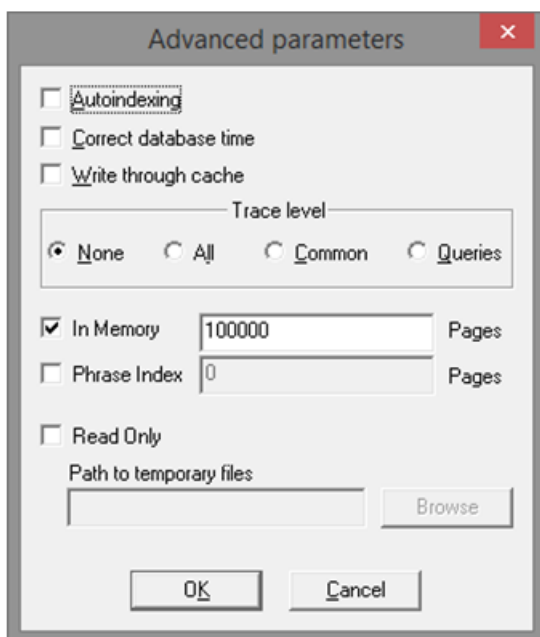 Advanced parameters
Autoindexing
Correct database time
Write through cache
Trace level
None All Common Queries
In Memory 100000 Pages
Phrase Index 0 Pages
Read Only
Path to temporary files
Browse
OK Cancel